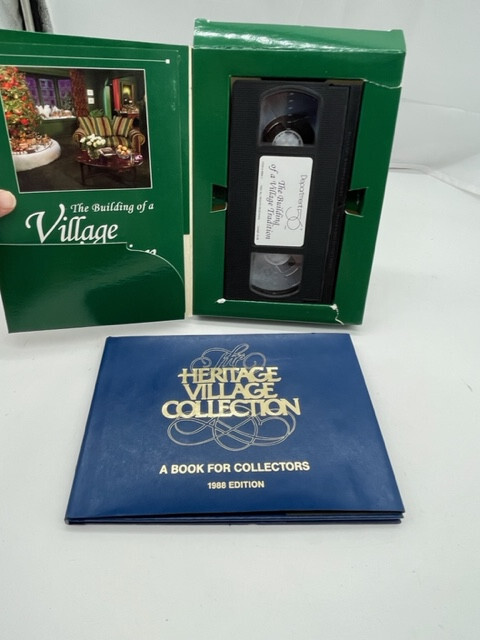 The Building of a
Village
Department 56
The Building
of a Village Tradition
The
HERITAGE
VILLAGE
COLLECTION
A BOOK FOR COLLECTORS
1988 EDITION